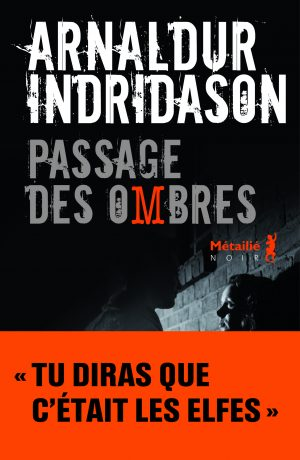 ARNALDUR
INDRIDASON
PASSAGE
DES OMBRES
Métailié
NOIR
« TU DIRAS QUE
C'ÉTAIT LES ELFES »